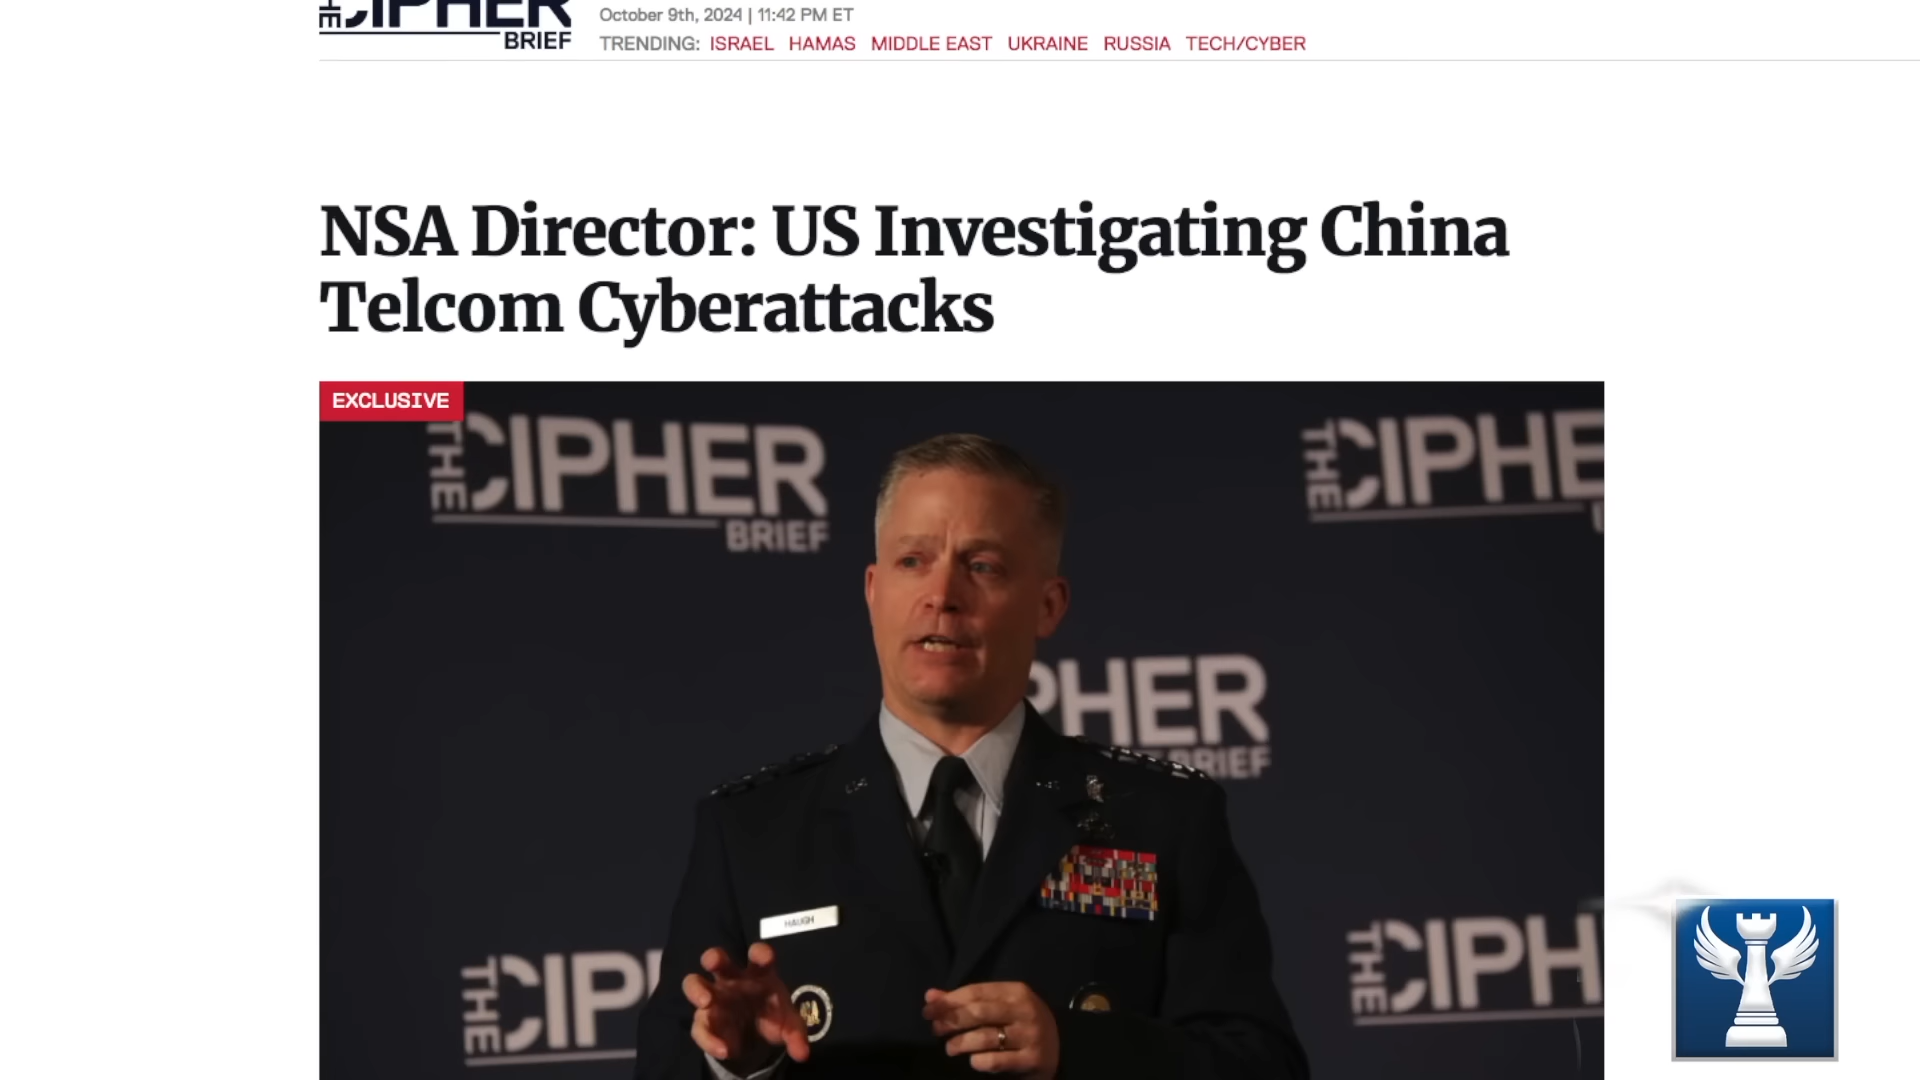 THE CIPHER
BRIEF
October 9th, 2024 | 11:42 PM ET
TRENDING: ISRAEL HAMAS MIDDLE EAST UKRAINE RUSSIA TECH/CYBER
NSA Director: US Investigating China
Telcom Cyberattacks
EXCLUSIVE
THE CIPHER
BRIEF
THE CIPHE
PHER
BRIEF
HAUGH
THE CIP
THE CIPH